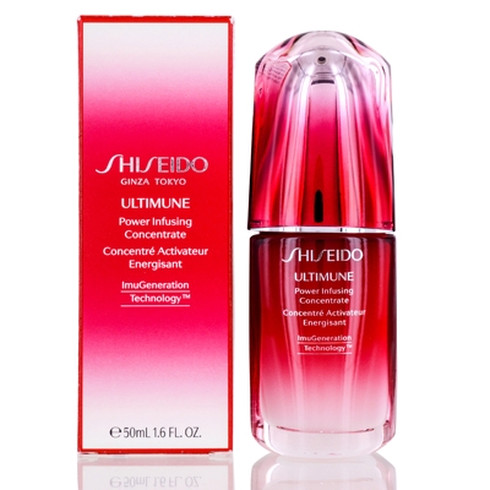 SHISEIDO
GINZA TOKYO
ULTIMUNE
Power Infusing
Concentrate
Concentré Activateur
Energisant
ImuGeneration
Technology™
℮50mL 1.6 FL. OZ.
SHISEIDO
ULTIMUNE
Power Infusing
Concentrate
Concentré Activateur
Energisant
ImuGeneration
Technology™